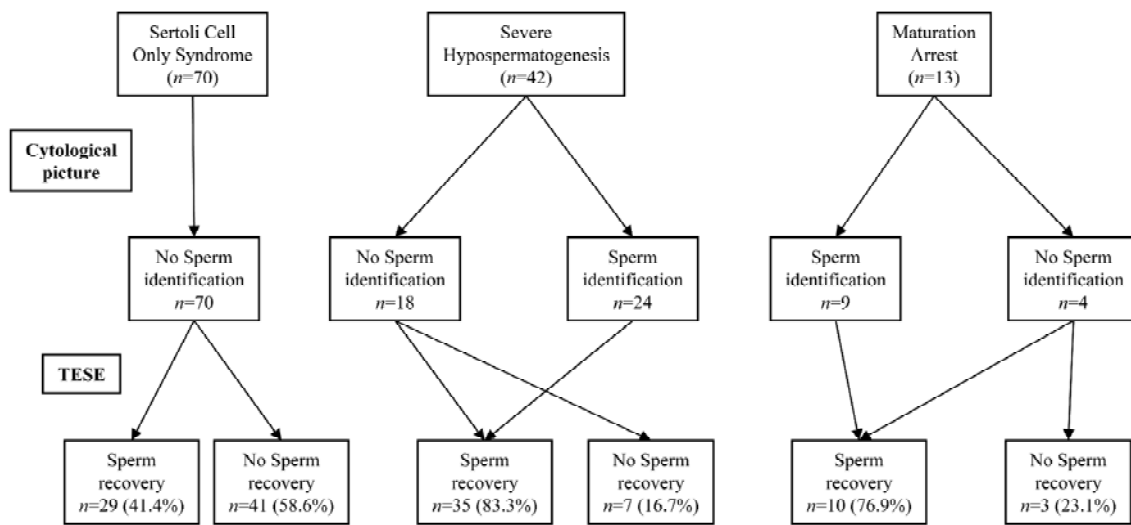 Sertoli Cell
Only Syndrome
(n=70)
Severe
Hypospermatogenesis
(n=42)
Maturation
Arrest
(n=13)
Cytological
picture
No Sperm
identification
n=70
No Sperm
identification
n=18
Sperm
identification
n=24
Sperm
identification
n=9
No Sperm
identification
n=4
TESE
Sperm
recovery
n=29 (41.4%)
No Sperm
recovery
n=41 (58.6%)
Sperm
recovery
n=35 (83.3%)
No Sperm
recovery
n=7 (16.7%)
Sperm
recovery
n=10 (76.9%)
No Sperm
recovery
n=3 (23.1%)